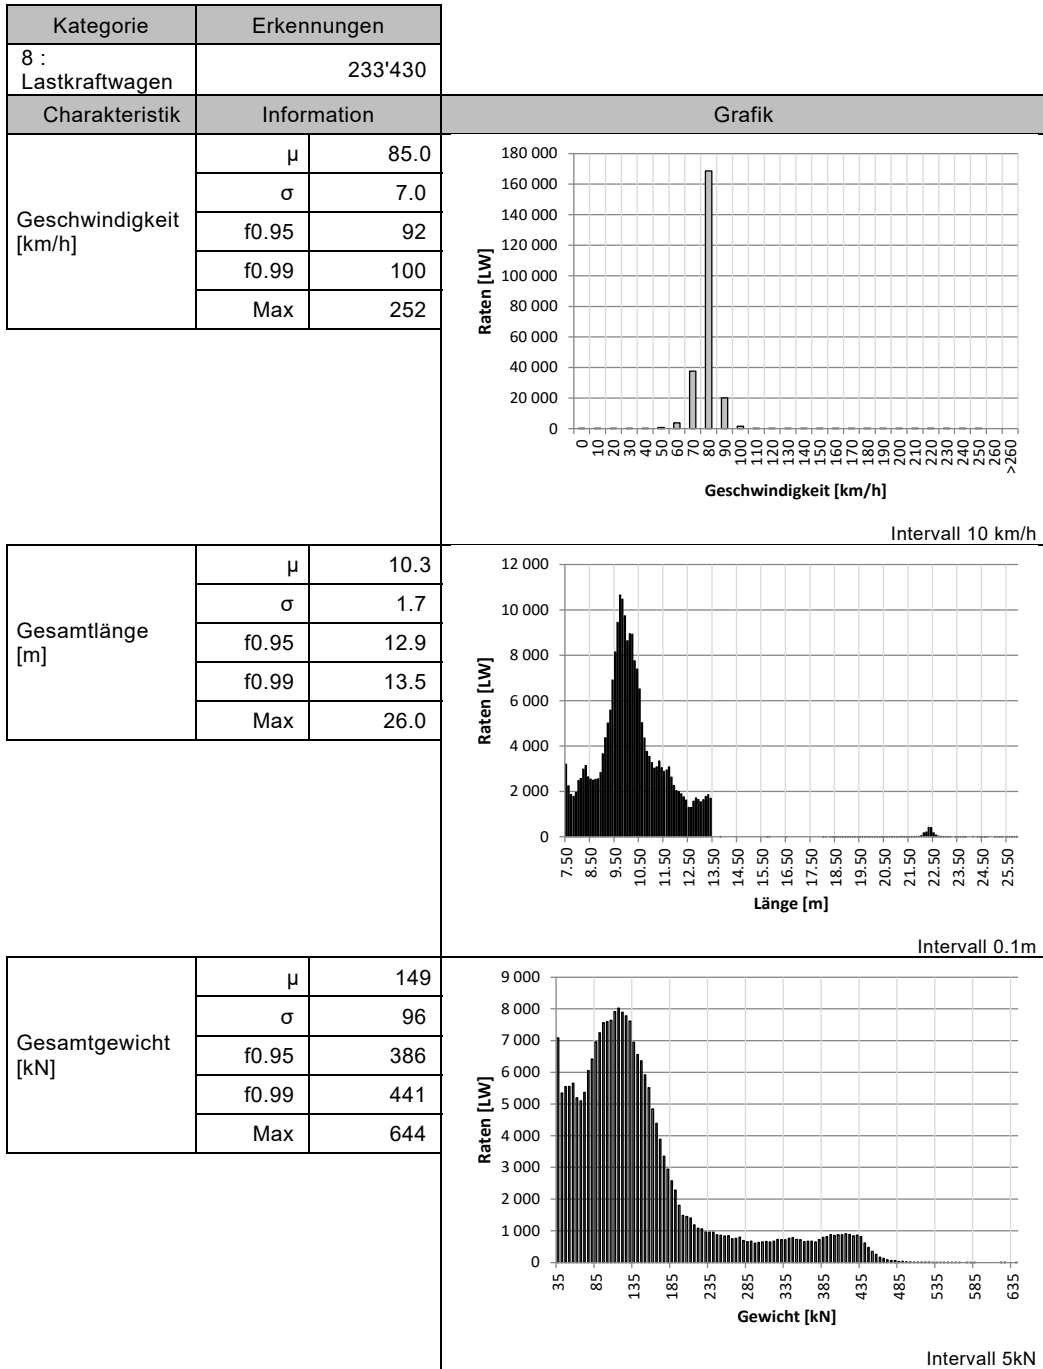 Kategorie Erkennungen
8 :
Lastkraftwagen 233'430
Charakteristik Information Grafik
Geschwindigkeit
[km/h]
µ 85.0
σ 7.0
f0.95 92
f0.99 100
Max 252
180 000
160 000
140 000
120 000
100 000
80 000
60 000
40 000
20 000
0
Raten [LW]
0 10 20 30 40 50 60 70 80 90 100 110 120 130 140 150 160 170 180 190 200 210 220 230 240 250 260 >260
Geschwindigkeit [km/h]
Intervall 10 km/h
Gesamtlänge
[m]
µ 10.3
σ 1.7
f0.95 12.9
f0.99 13.5
Max 26.0
12 000
10 000
8 000
6 000
4 000
2 000
0
Raten [LW]
7.50 8.50 9.50 10.50 11.50 12.50 13.50 14.50 15.50 16.50 17.50 18.50 19.50 20.50 21.50 22.50 23.50 24.50 25.50
Länge [m]
Intervall 0.1m
Gesamtgewicht
[kN]
µ 149
σ 96
f0.95 386
f0.99 441
Max 644
9 000
8 000
7 000
6 000
5 000
4 000
3 000
2 000
1 000
0
Raten [LW]
35 85 135 185 235 285 335 385 435 485 535 585 635
Gewicht [kN]
Intervall 5kN